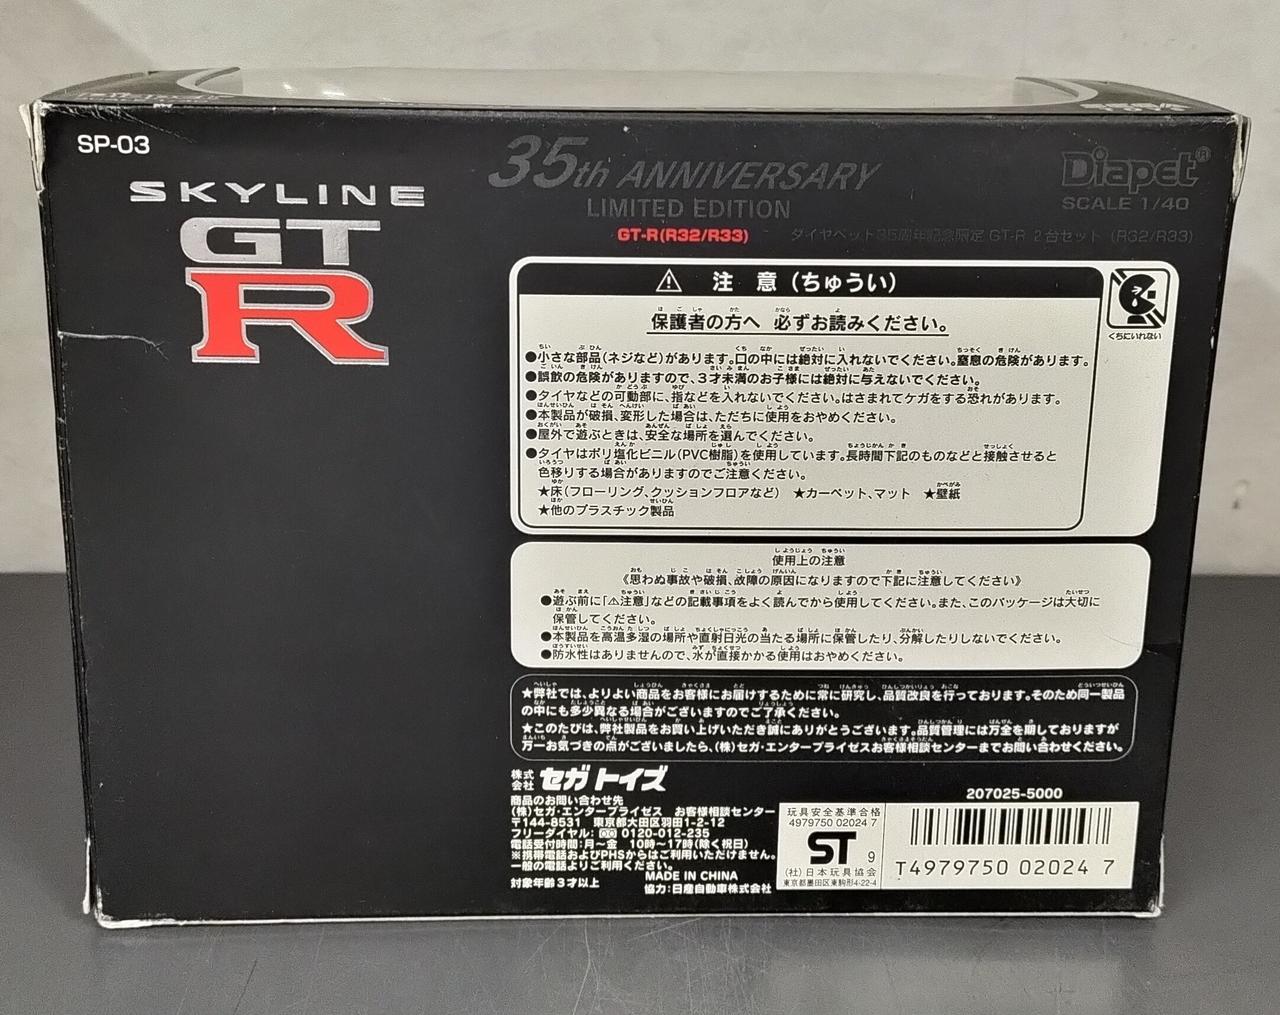 SP-03
SKYLINE
GT
R
35th ANNIVERSARY
LIMITED EDITION
GT-R(R32/R33)
Diapet®
SCALE 1/40
ダイヤペット35周年記念限定 GT-R 2台セット (R32/R33)
⚠ 注意(ちゅうい)
保護者の方へ 必ずお読みください。
くちにいれない
●小さな部品(ネジなど)があります。口の中には絶対に入れないでください。窒息の危険があります。
●誤飲の危険がありますので、3才未満のお子様には絶対に与えないでください。
●タイヤなどの可動部に、指などを入れないでください。はさまれてケガをする恐れがあります。
●本製品が破損、変形した場合は、ただちに使用をおやめください。
●屋外で遊ぶときは、安全な場所を選んでください。
●タイヤはポリ塩化ビニル(PVC樹脂)を使用しています。長時間下記のものなどと接触させると
色移りする場合がありますのでご注意ください。
★床(フローリング、クッションフロアなど) ★カーペット、マット ★壁紙
★他のプラスチック製品
使用上の注意
《思わぬ事故や破損、故障の原因になりますので下記に注意してください》
●遊ぶ前に「⚠注意」などの記載事項をよく読んでから使用してください。また、このパッケージは大切に
保管してください。
●本製品を高温多湿の場所や直射日光の当たる場所に保管したり、分解したりしないでください。
●防水性はありませんので、水が直接かかる使用はおやめください。
★弊社では、よりよい商品をお客様にお届けするために常に研究し、品質改良を行っております。そのため同一製品
の中にも多少異なる場合がございますのでご了承ください。
★このたびは、弊社製品をお買い上げいただき誠にありがとうございます。品質管理には万全を期しておりますが
万一お気づきの点がございましたら、(株)セガ・エンタープライゼスお客様相談センターまでお問い合わせください。
株式会社 セガ トイズ
商品のお問い合わせ先
(株)セガ・エンタープライゼス お客様相談センター
〒144-8531 東京都大田区羽田1-2-12
フリーダイヤル: 0120-012-235
電話受付時間:月〜金 10時〜17時(除く祝日)
※携帯電話およびPHSからはご利用いただけません。
一般の電話よりご利用ください。
MADE IN CHINA
対象年齢3才以上
協力:日産自動車株式会社
207025-5000
玩具安全基準合格
4979750 02024 7
ST 9
(社)日本玩具協会
東京都墨田区東駒形4-22-4
T4979750 02024 7